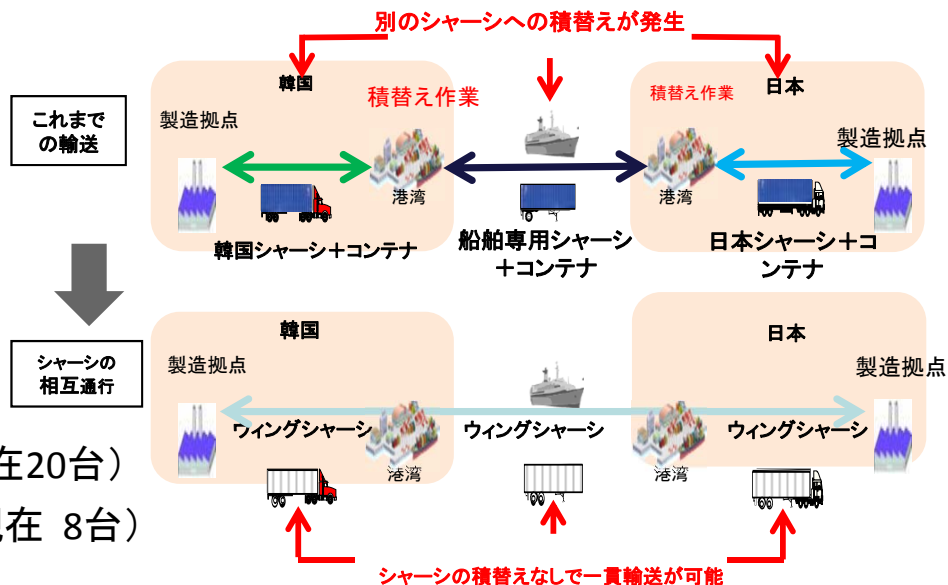 別のシャーシへの積替えが発生
これまで
の輸送
韓国
製造拠点
積替え作業
港湾
韓国シャーシ＋コンテナ
船舶専用シャーシ
＋コンテナ
日本
積替え作業
製造拠点
港湾
日本シャーシ＋コ
ンテナ
シャーシの
相互通行
韓国
製造拠点
ウィングシャーシ
港湾
ウィングシャーシ
日本
製造拠点
ウィングシャーシ
港湾
在20台）
現在 8台）
シャーシの積替えなしで一貫輸送が可能